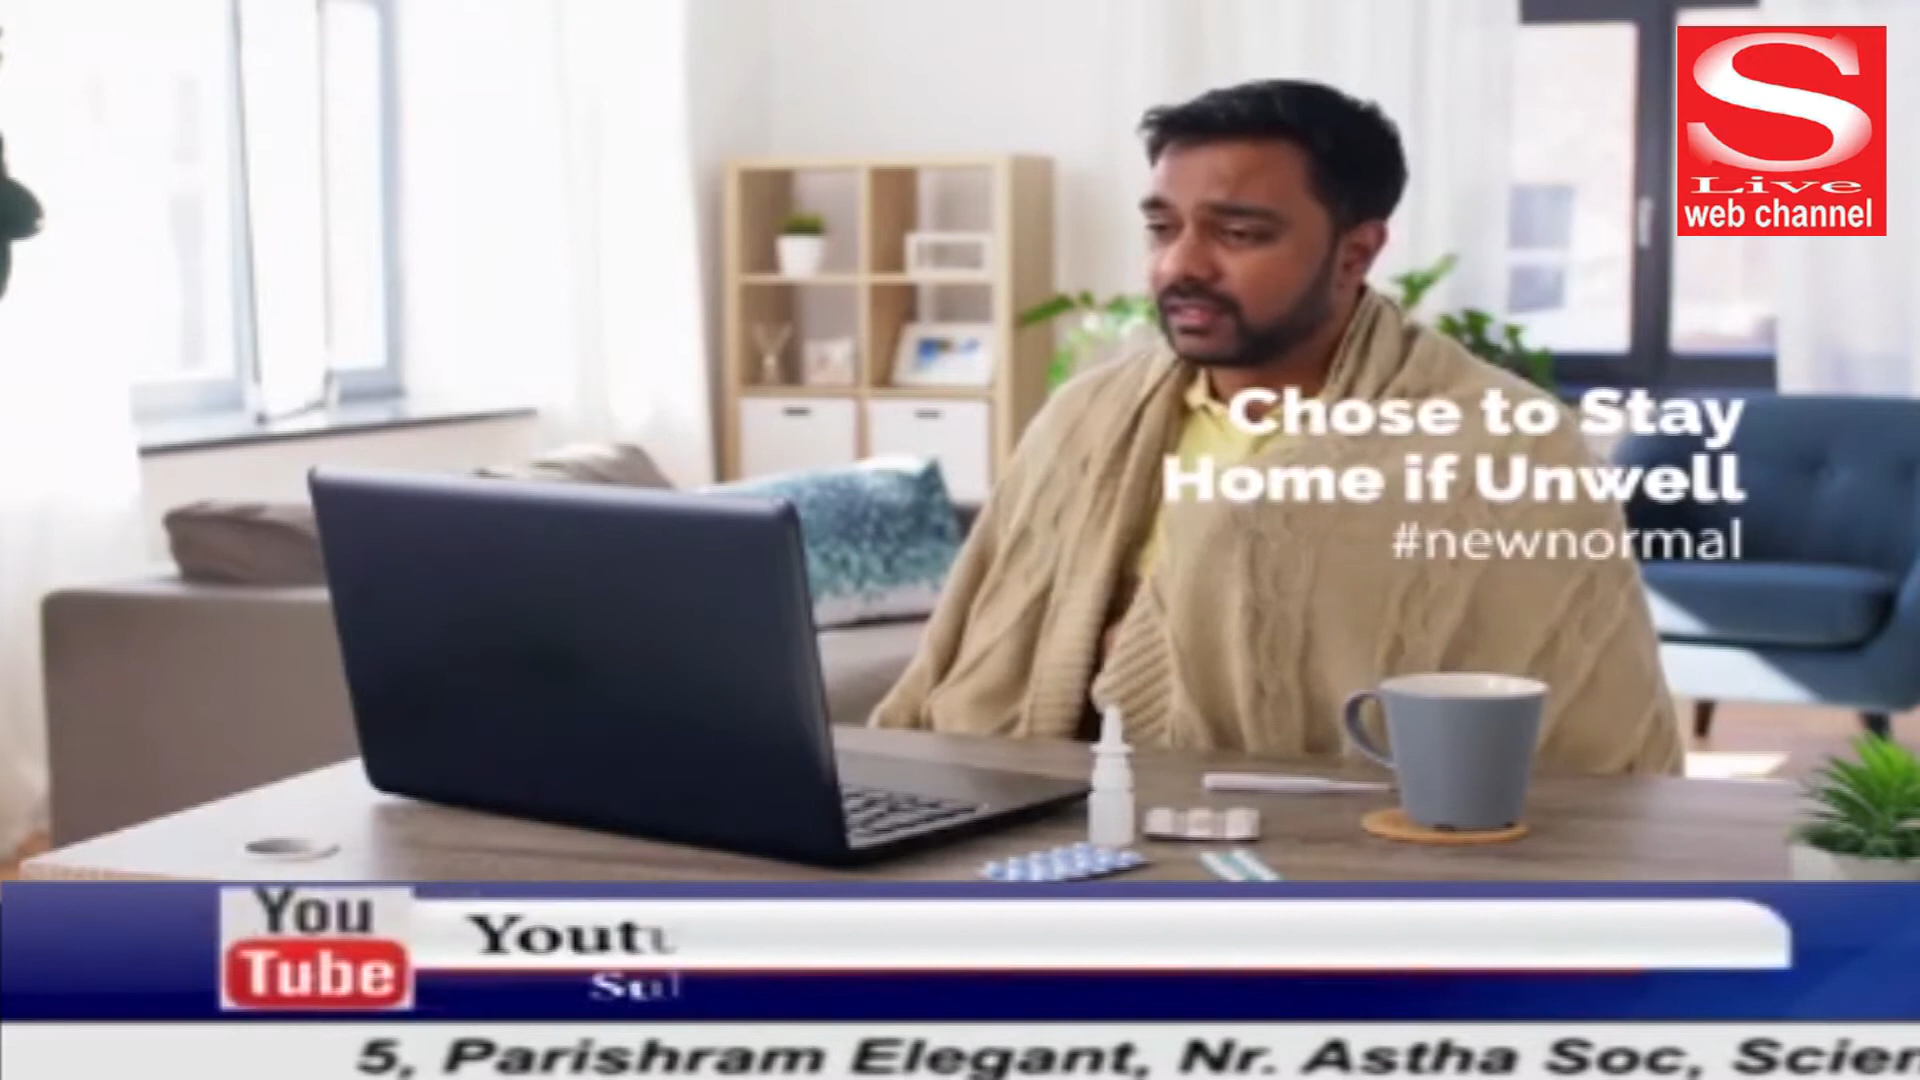 S
Live
web channel
Chose to Stay
Home if Unwell
#newnormal
You
Tube
5, Parishram Elegant, Nr. Astha Soc,